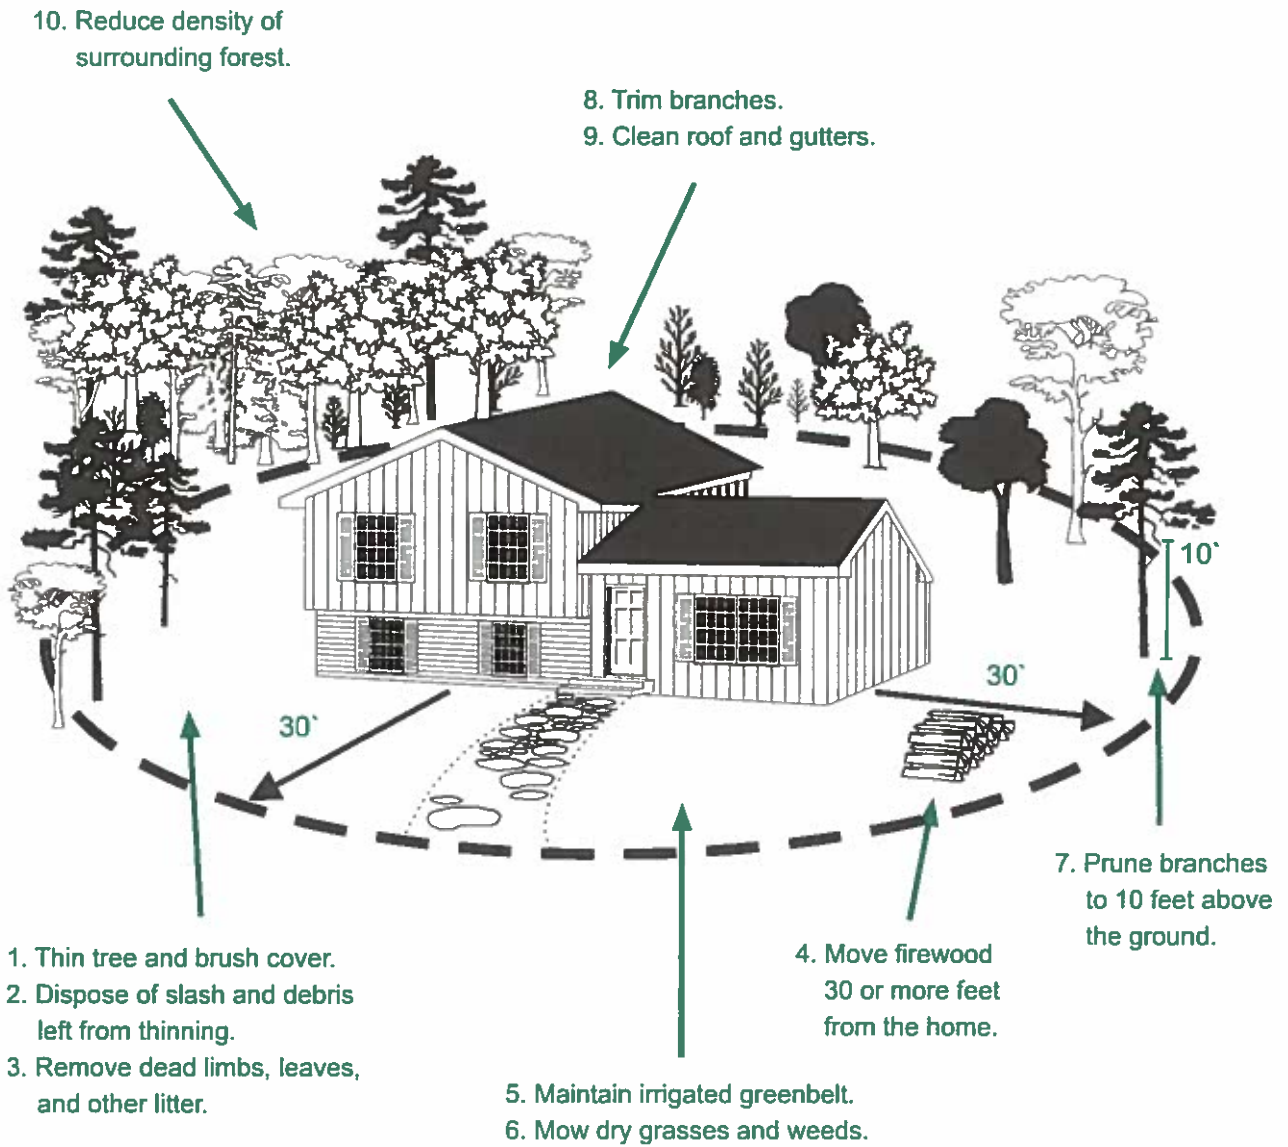 10. Reduce density of
surrounding forest.
8. Trim branches.
9. Clean roof and gutters.
10`
30`
30`
7. Prune branches
to 10 feet above
the ground.
1. Thin tree and brush cover.
2. Dispose of slash and debris
left from thinning.
3. Remove dead limbs, leaves,
and other litter.
4. Move firewood
30 or more feet
from the home.
5. Maintain irrigated greenbelt.
6. Mow dry grasses and weeds.